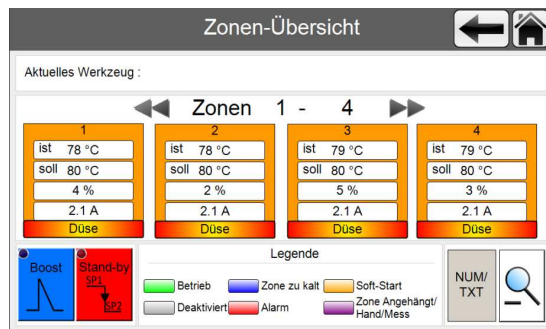 Zonen-Übersicht
Aktuelles Werkzeug :
Zonen 1 - 4
1 2 3 4
ist 78 °C ist 78 °C ist 79 °C ist 79 °C
soll 80 °C soll 80 °C soll 80 °C soll 80 °C
4 % 2 % 5 % 3 %
2.1 A 2.1 A 2.1 A 2.1 A
Düse Düse Düse Düse
Boost
Stand-by
SP1
SP2
Legende
Betrieb Zone zu kalt Soft-Start
Deaktiviert Alarm Zone Angehängt/
Hand/Mess
NUM/
TXT